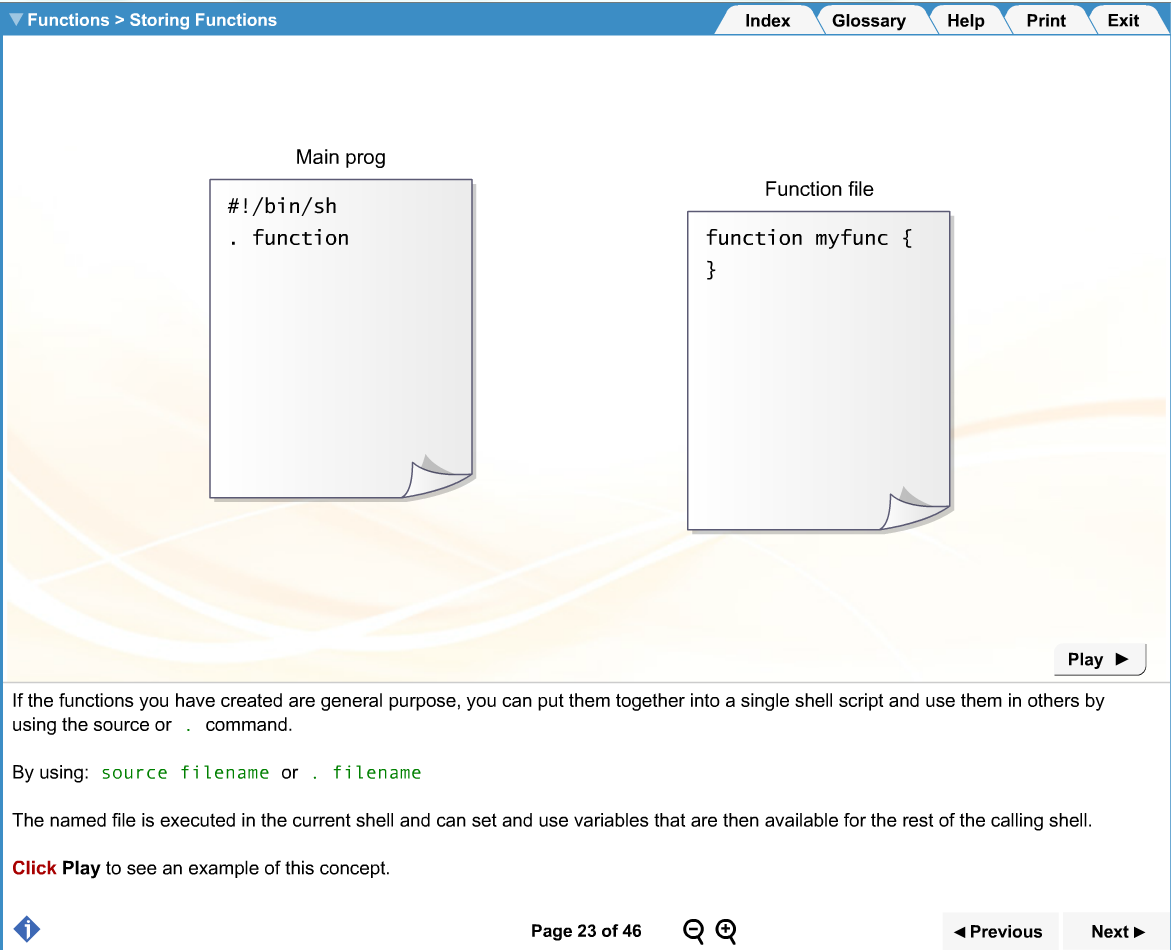 Functions > Storing Functions
Index
Glossary
Help
Print
Exit
Main prog
#!/bin/sh
. function
Function file
function myfunc {
}
Play
If the functions you have created are general purpose, you can put them together into a single shell script and use them in others by
using the source or . command.
By using: source filename or . filename
The named file is executed in the current shell and can set and use variables that are then available for the rest of the calling shell.
Click Play to see an example of this concept.
i
Page 23 of 46
Previous
Next